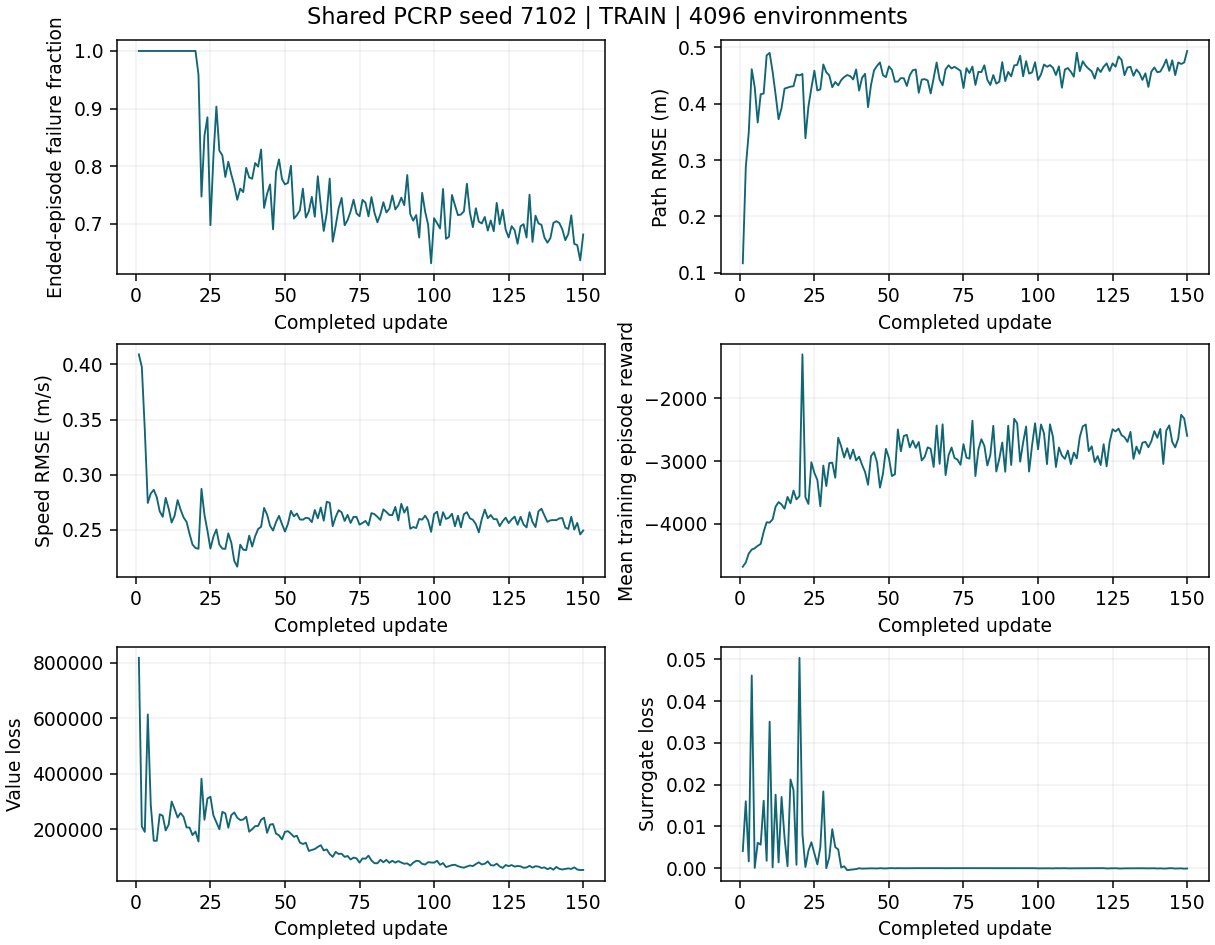 Shared PCRP seed 7102 | TRAIN | 4096 environments
Ended-episode failure fraction
1.0
0.9
0.8
0.7
0 25 50 75 100 125 150
Completed update
Path RMSE (m)
0.5
0.4
0.3
0.2
0.1
0 25 50 75 100 125 150
Completed update
Speed RMSE (m/s)
0.40
0.35
0.30
0.25
0 25 50 75 100 125 150
Completed update
Mean training episode reward
−2000
−3000
−4000
0 25 50 75 100 125 150
Completed update
Value loss
800000
600000
400000
200000
0 25 50 75 100 125 150
Completed update
Surrogate loss
0.05
0.04
0.03
0.02
0.01
0.00
0 25 50 75 100 125 150
Completed update